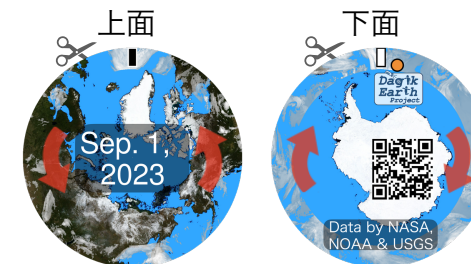 上面
下面
Sep. 1,
2023
Dagik
Earth
Project
Data by NASA,
NOAA & USGS